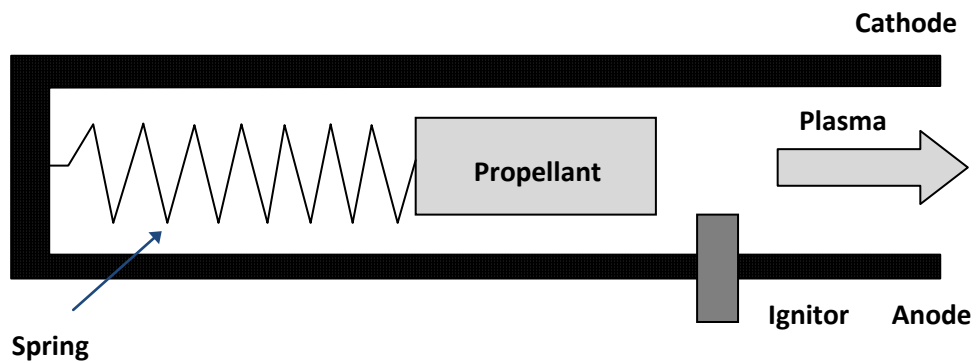 Cathode
Plasma
Propellant
Ignitor
Anode
Spring